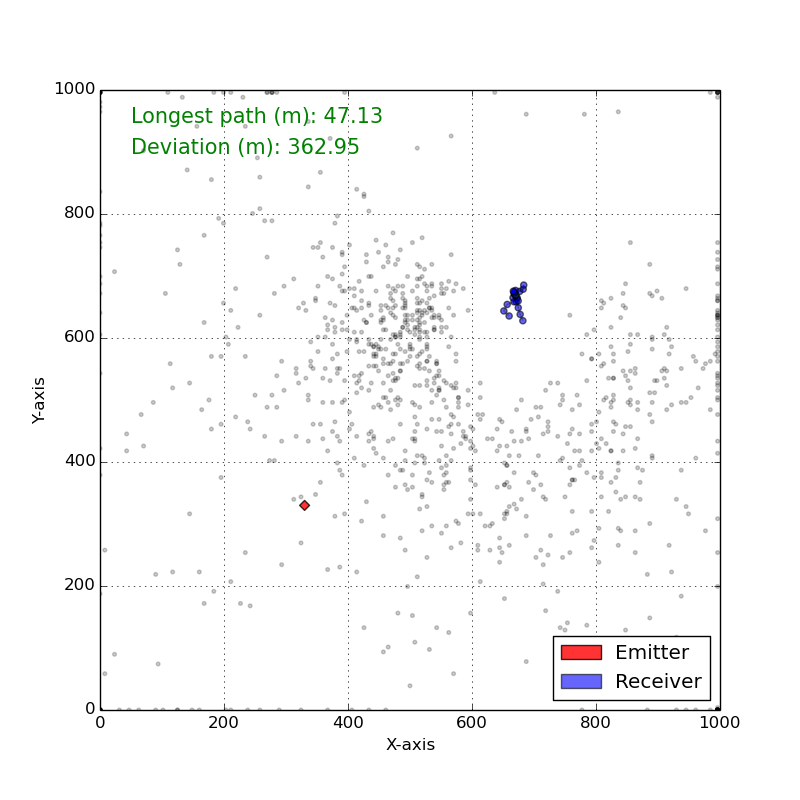 Longest path (m): 47.13
Deviation (m): 362.95
1000
800
600
400
200
0
0 200 400 600 800 1000
X-axis
Y-axis
Emitter
Receiver